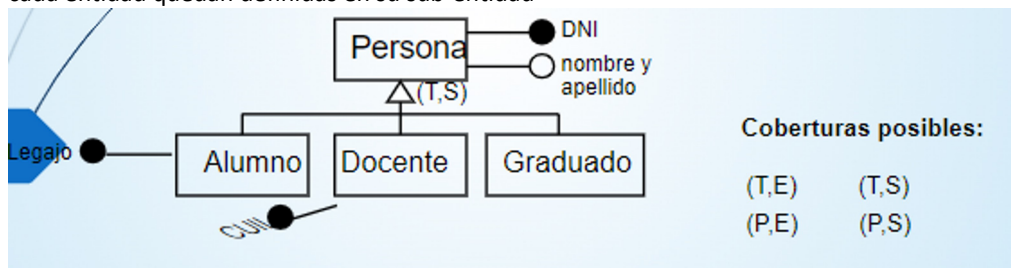 Persona
DNI
nombre y
apellido
(T,S)
Legajo
Alumno
Docente
Graduado
CUIL
Coberturas posibles:
(T,E) (T,S)
(P,E) (P,S)